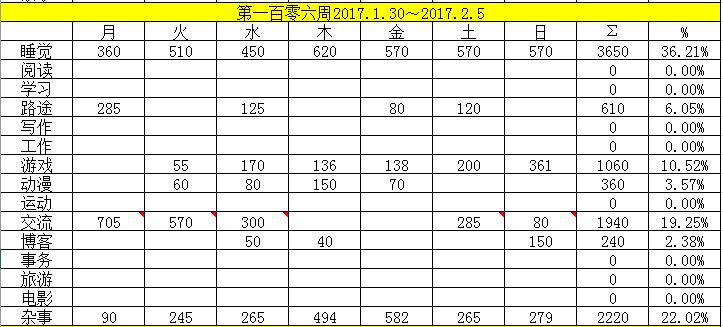 第一百零六周2017.1.30～2017.2.5
月 火 水 木 金 土 日 Σ %
睡觉 360 510 450 620 570 570 570 3650 36.21%
阅读 0 0.00%
学习 0 0.00%
路途 285 125 80 120 610 6.05%
写作 0 0.00%
工作 0 0.00%
游戏 55 170 136 138 200 361 1060 10.52%
动漫 60 80 150 70 360 3.57%
运动 0 0.00%
交流 705 570 300 285 80 1940 19.25%
博客 50 40 150 240 2.38%
事务 0 0.00%
旅游 0 0.00%
电影 0 0.00%
杂事 90 245 265 494 582 265 279 2220 22.02%